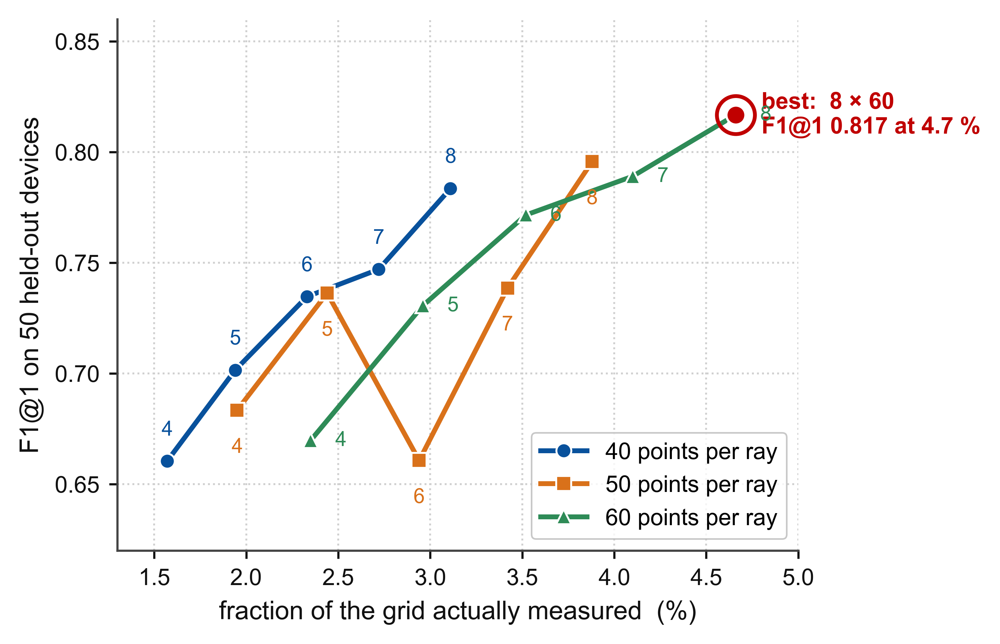 F1@1 on 50 held-out devices
0.85
0.80
0.75
0.70
0.65
best:  8 × 60
F1@1 0.817 at 4.7 %
8
8
7
8
6
7
6
5
7
5
5
4
4
4
6
40 points per ray
50 points per ray
60 points per ray
1.5 2.0 2.5 3.0 3.5 4.0 4.5 5.0
fraction of the grid actually measured  (%)